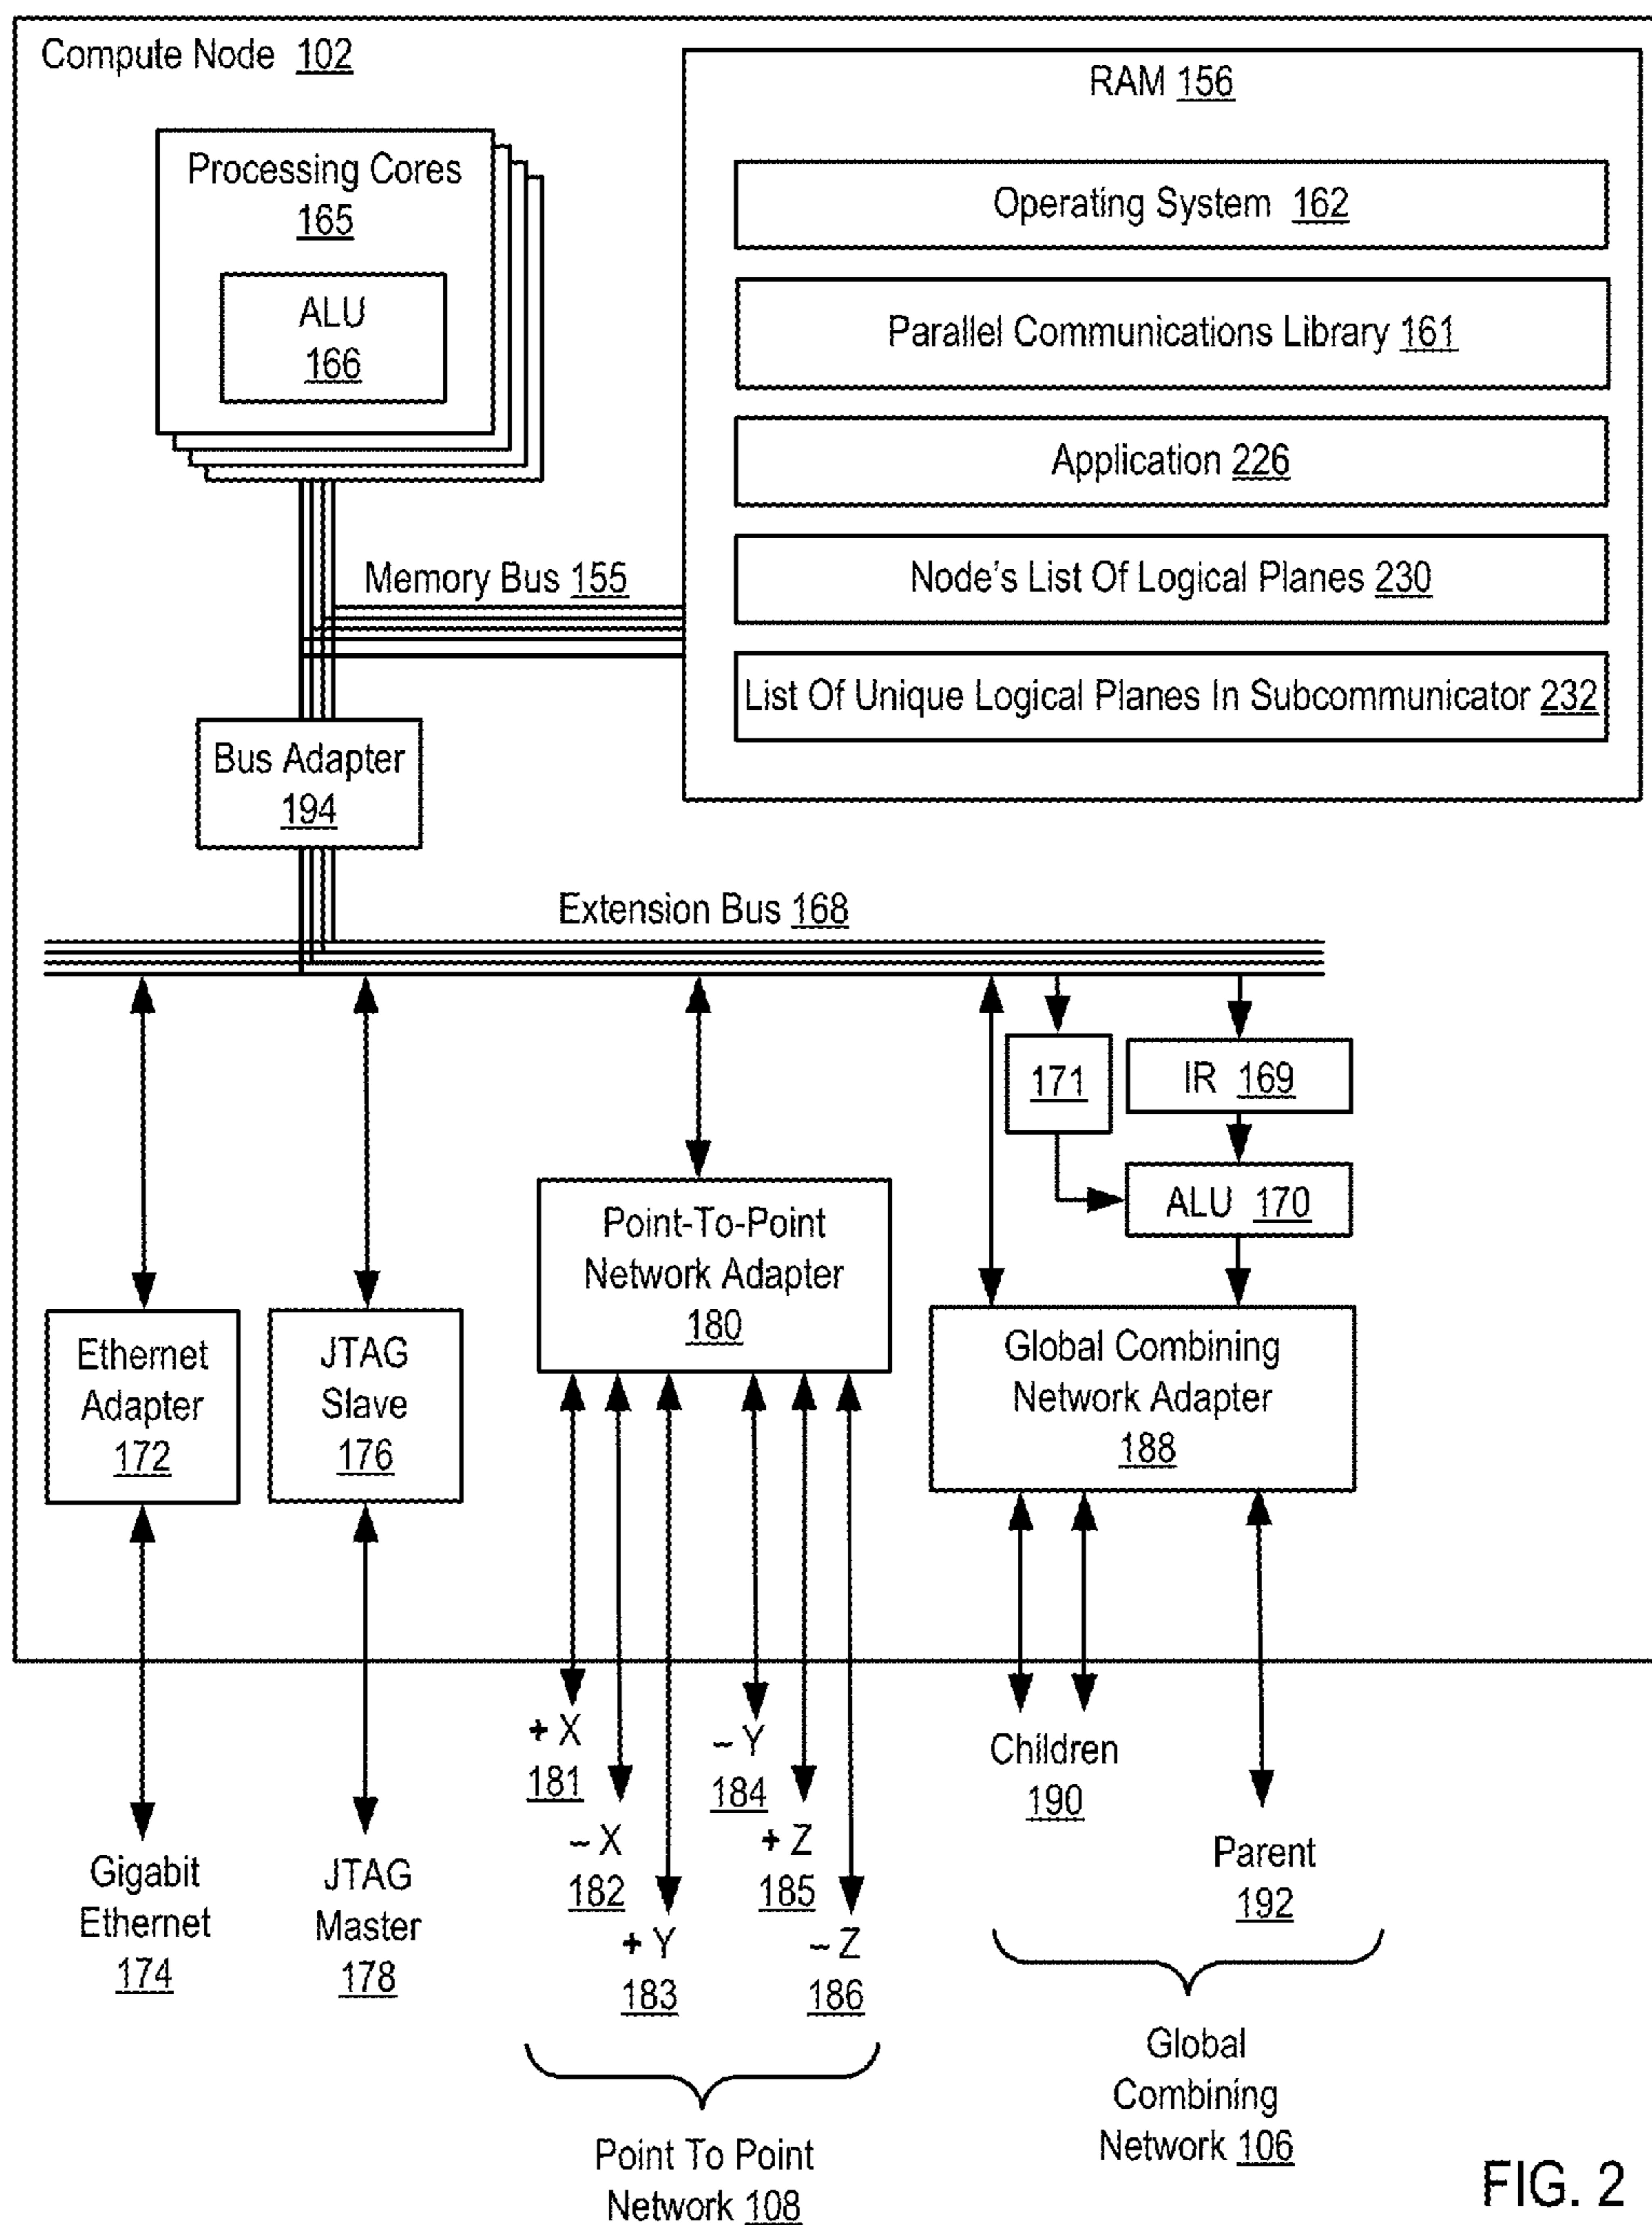 Compute Node 102
RAM 156
Processing Cores
165
ALU
166
Operating System 162
Parallel Communications Library 161
Application 226
Node's List Of Logical Planes 230
List Of Unique Logical Planes In Subcommunicator 232
Memory Bus 155
Bus Adapter
194
Extension Bus 168
171
IR 169
ALU 170
Point-To-Point
Network Adapter
180
Ethernet
Adapter
172
JTAG
Slave
176
Global Combining
Network Adapter
188
+ X
181
– X
182
+ Y
183
– Y
184
+ Z
185
– Z
186
Children
190
Parent
192
Gigabit
Ethernet
174
JTAG
Master
178
Point To Point
Network 108
Global
Combining
Network 106
FIG. 2